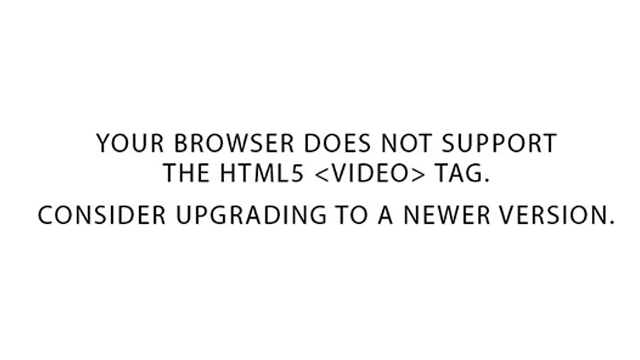 YOUR BROWSER DOES NOT SUPPORT
THE HTML5 <VIDEO> TAG.
CONSIDER UPGRADING TO A NEWER VERSION.